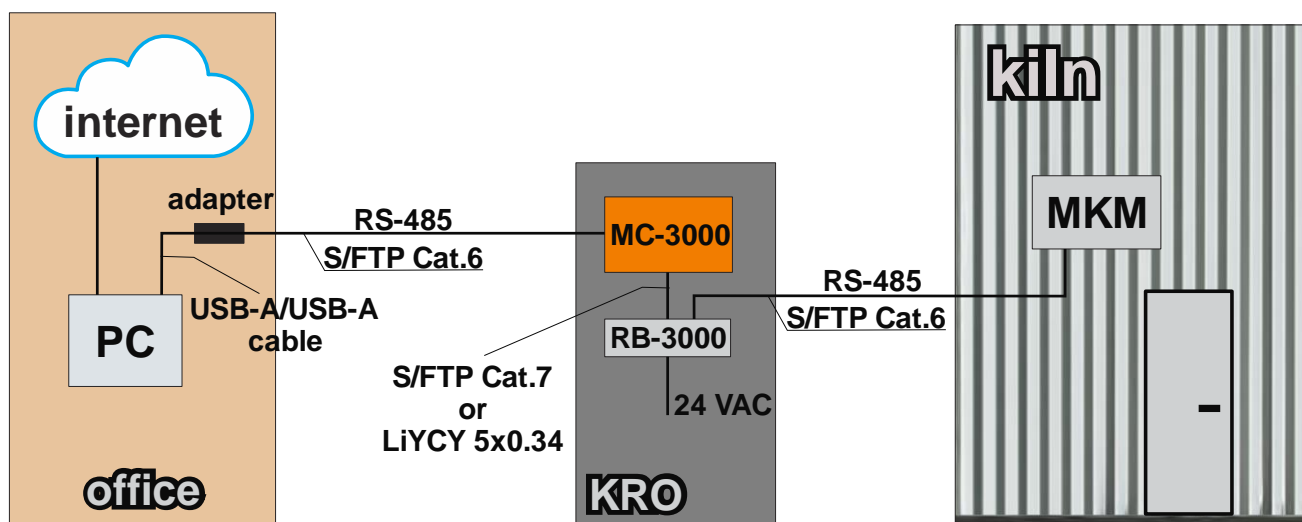 internet
adapter
RS-485
S/FTP Cat.6
USB-A/USB-A
cable
PC
office
MC-3000
RB-3000
S/FTP Cat.7
or
LiYCY 5x0.34
24 VAC
KRO
RS-485
S/FTP Cat.6
kiln
MKM